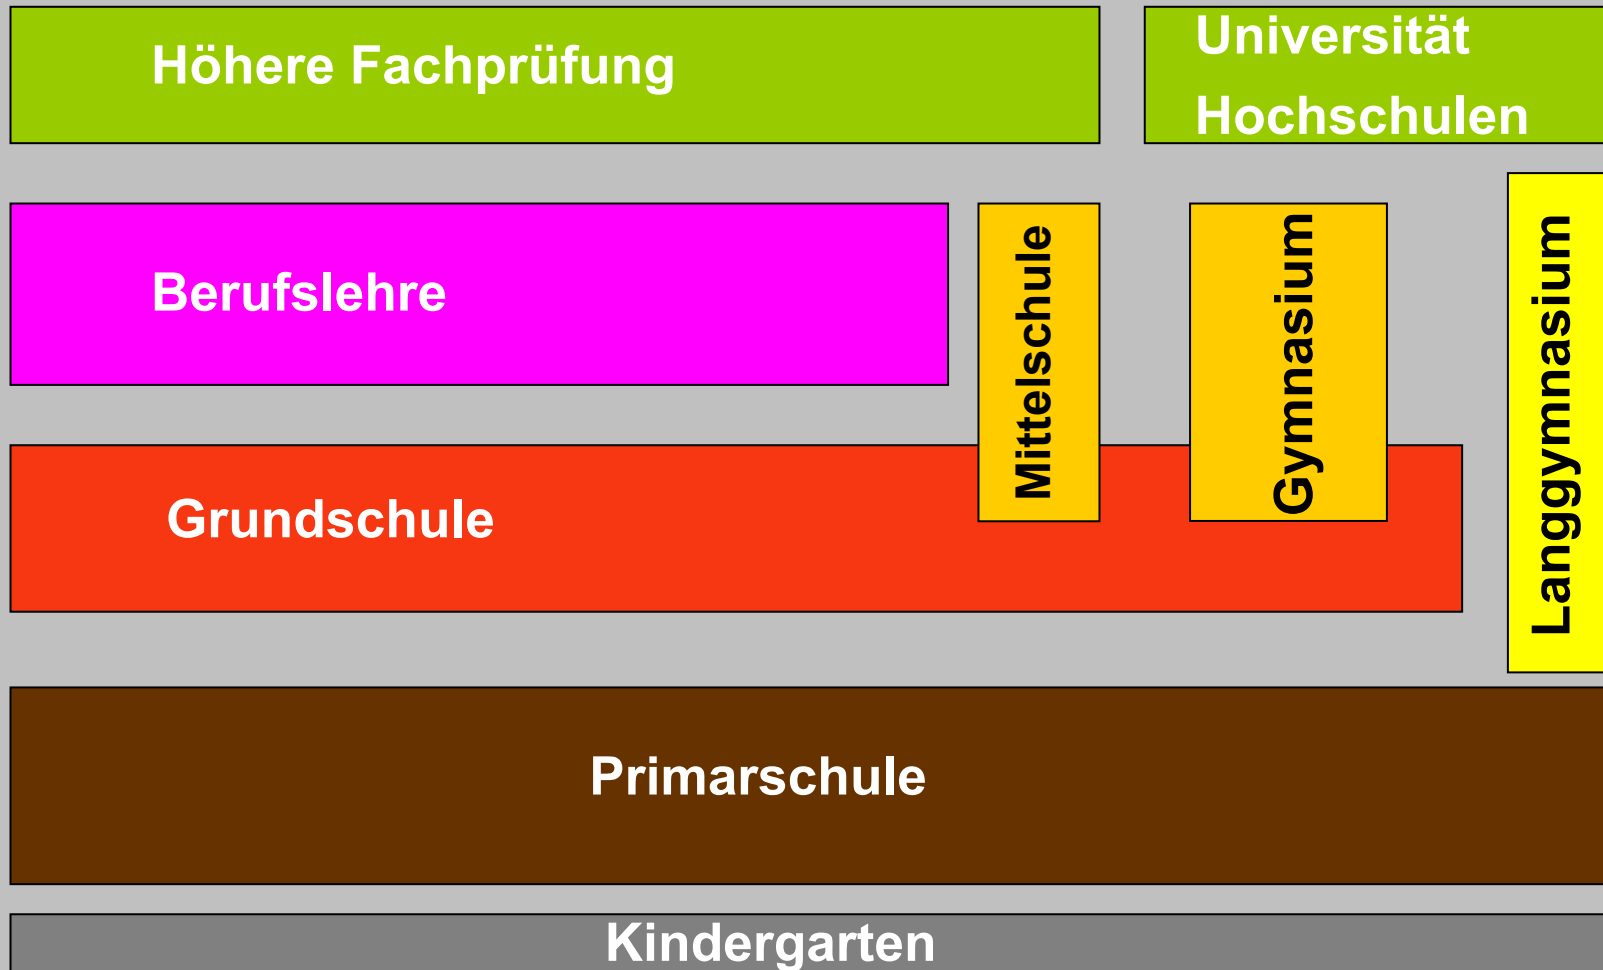 Höhere Fachprüfung
Universität
Hochschulen
Berufslehre
Mittelschule
Gymnasium
Langgymnasium
Grundschule
Primarschule
Kindergarten